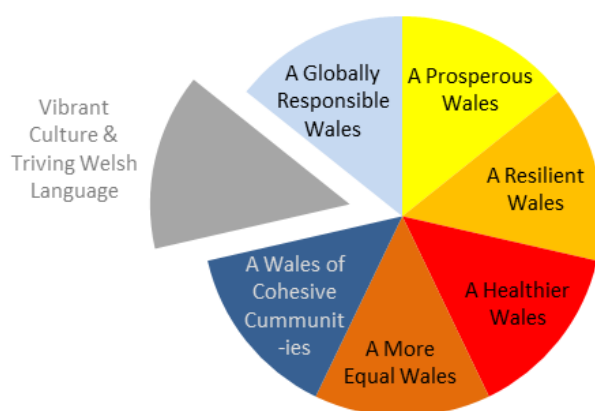 A Globally
Responsible
Wales
A Prosperous
Wales
Vibrant
Culture &
Triving Welsh
Language
A Resilient
Wales
A Wales of
Cohesive
Cummunit
-ies
A Healthier
Wales
A More
Equal Wales